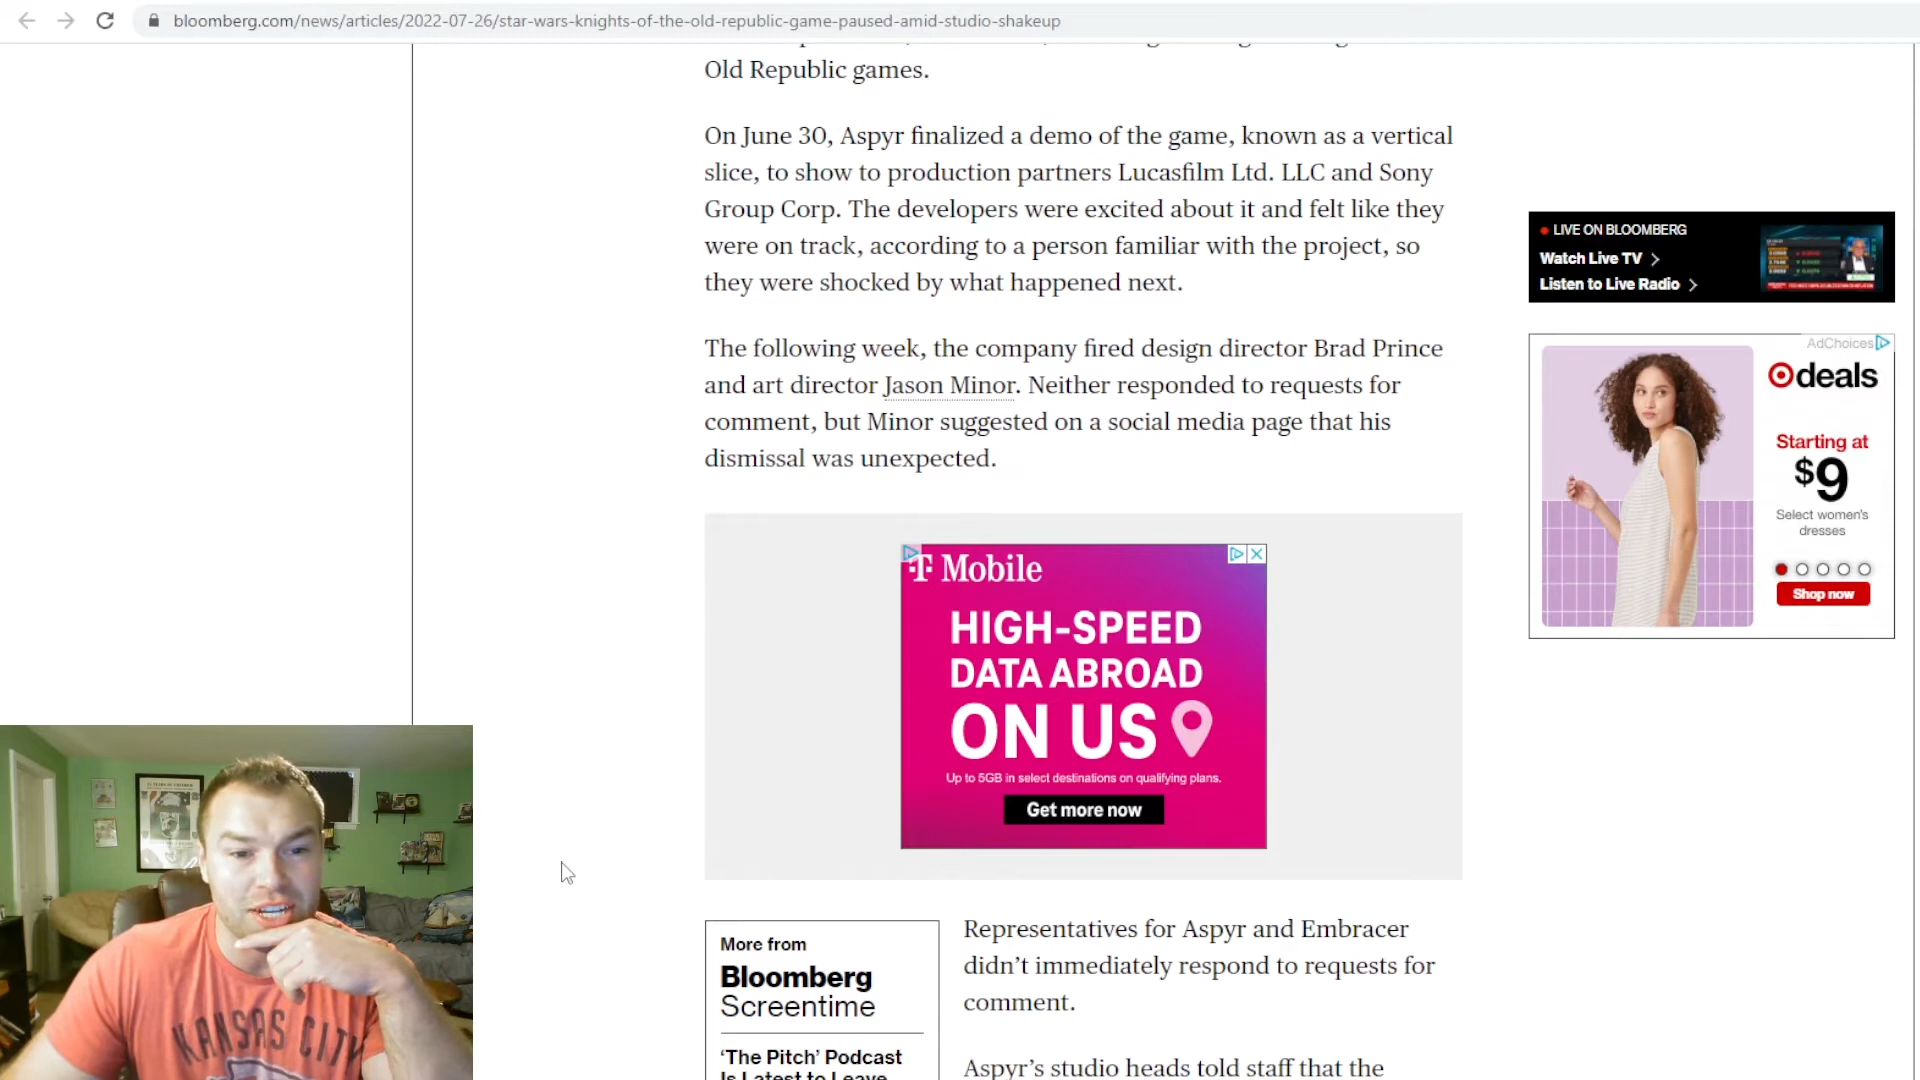 bloomberg.com/news/articles/2022-07-26/star-wars-knights-of-the-old-republic-game-paused-amid-studio-shakeup
Old Republic games.
On June 30, Aspyr finalized a demo of the game, known as a vertical
slice, to show to production partners Lucasfilm Ltd. LLC and Sony
Group Corp. The developers were excited about it and felt like they
were on track, according to a person familiar with the project, so
they were shocked by what happened next.
The following week, the company fired design director Brad Prince
and art director Jason Minor. Neither responded to requests for
comment, but Minor suggested on a social media page that his
dismissal was unexpected.
LIVE ON BLOOMBERG
Watch Live TV
Listen to Live Radio
AdChoices
deals
Starting at
$9
Select women's
dresses
Shop now
T Mobile
HIGH-SPEED
DATA ABROAD
ON US
Up to 5GB in select destinations on qualifying plans.
Get more now
More from
Bloomberg
Screentime
‘The Pitch’ Podcast
Is Latest to Leave
Representatives for Aspyr and Embracer
didn’t immediately respond to requests for
comment.
Aspyr’s studio heads told staff that the
KANSAS CITY